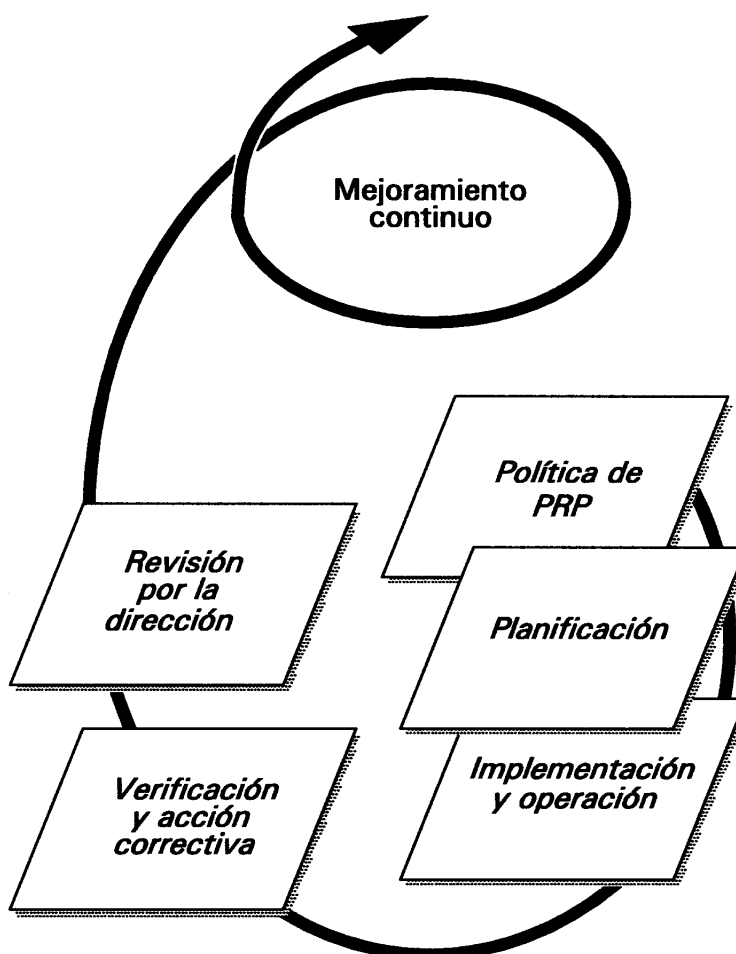 Mejoramiento
continuo
Política de
PRP
Planificación
Implementación
y operación
Verificación
y acción
correctiva
Revisión
por la
dirección